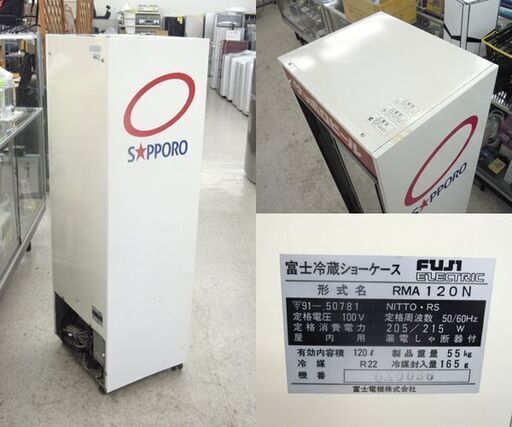 S★PPORO
S★PPORO
富士冷蔵ショーケース FUJI ELECTRIC
形式名 RMA 120N
91-50781 NITTO・RS
定格電圧 100V 定格周波数 50/60Hz
定格消費電力 205/215 W
屋内用 漏電しゃ断器付
有効内容積 120ℓ 製品重量 55kg
冷媒 R22 冷媒封入量 165g
機番
富士電機株式会社